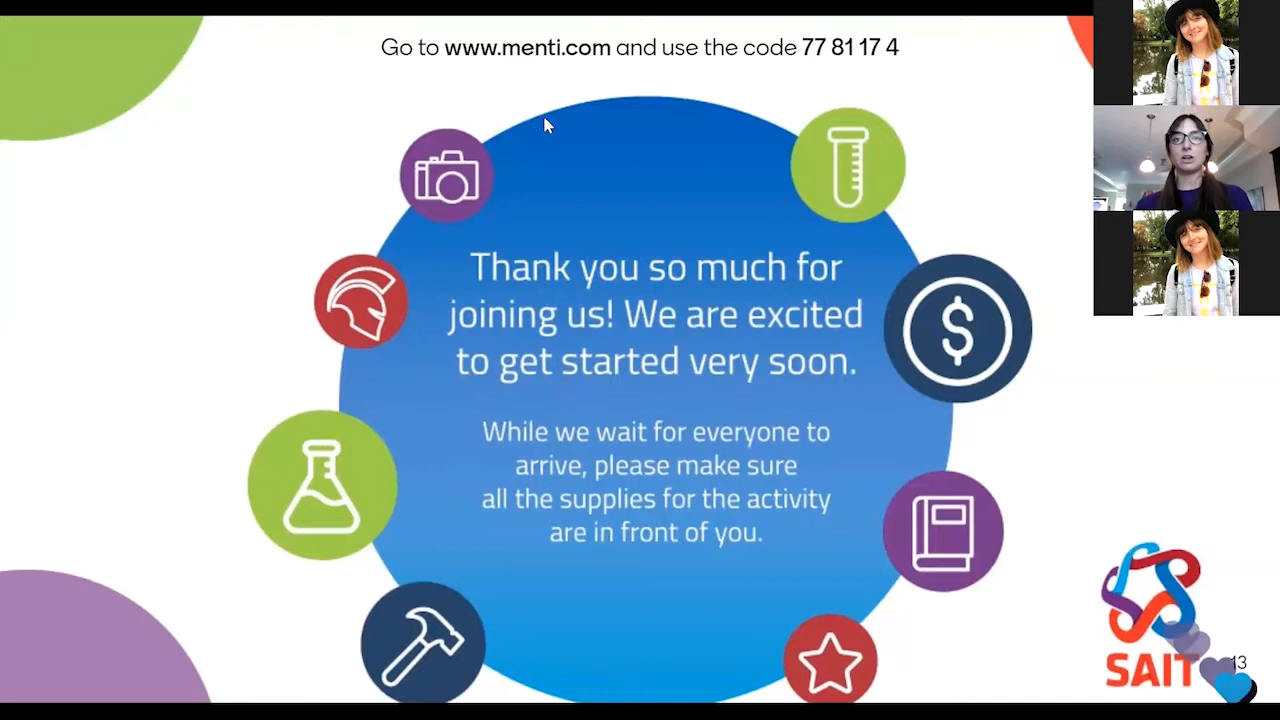 Go to www.menti.com and use the code 77 81 17 4
Thank you so much for
joining us! We are excited
to get started very soon.
While we wait for everyone to
arrive, please make sure
all the supplies for the activity
are in front of you.
$
SAIT
13